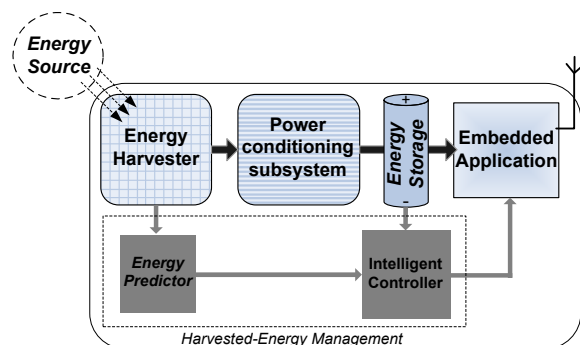 Energy
Source
Energy
Harvester
Power
conditioning
subsystem
+
Energy
Storage
-
Embedded
Application
Energy
Predictor
Intelligent
Controller
Harvested-Energy Management